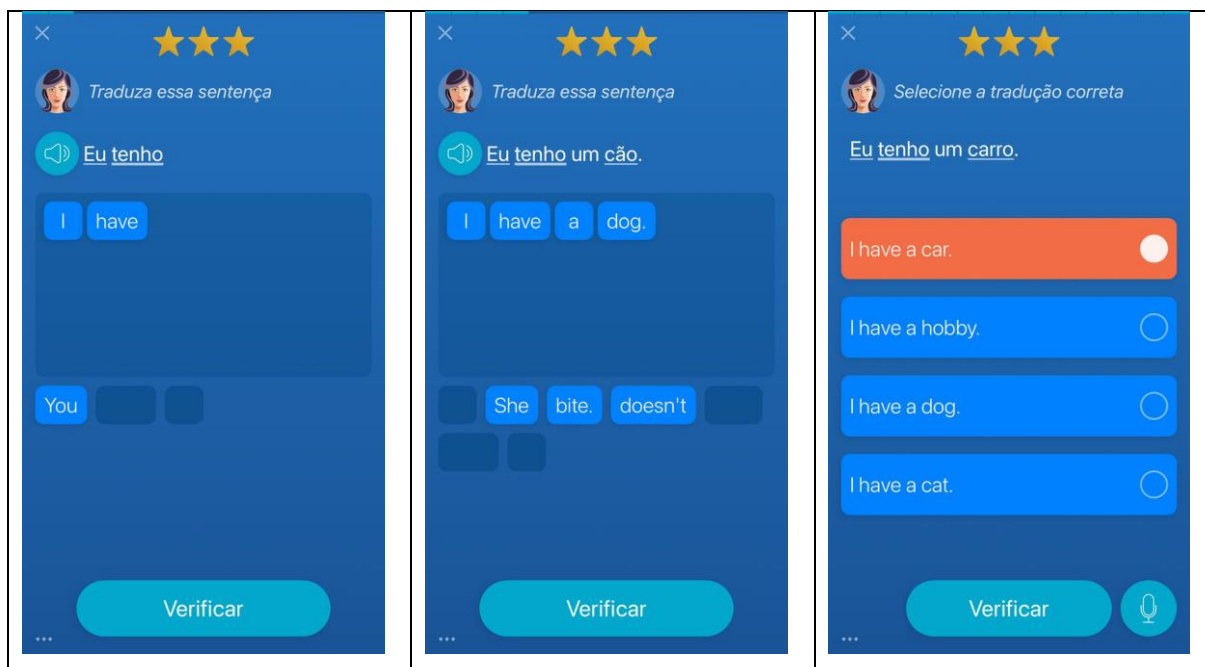 Traduza essa sentença
Eu tenho
I have
You
Verificar
Traduza essa sentença
Eu tenho um cão.
I have a dog.
She bite. doesn't
Verificar
Selecione a tradução correta
Eu tenho um carro.
I have a car.
I have a hobby.
I have a dog.
I have a cat.
Verificar